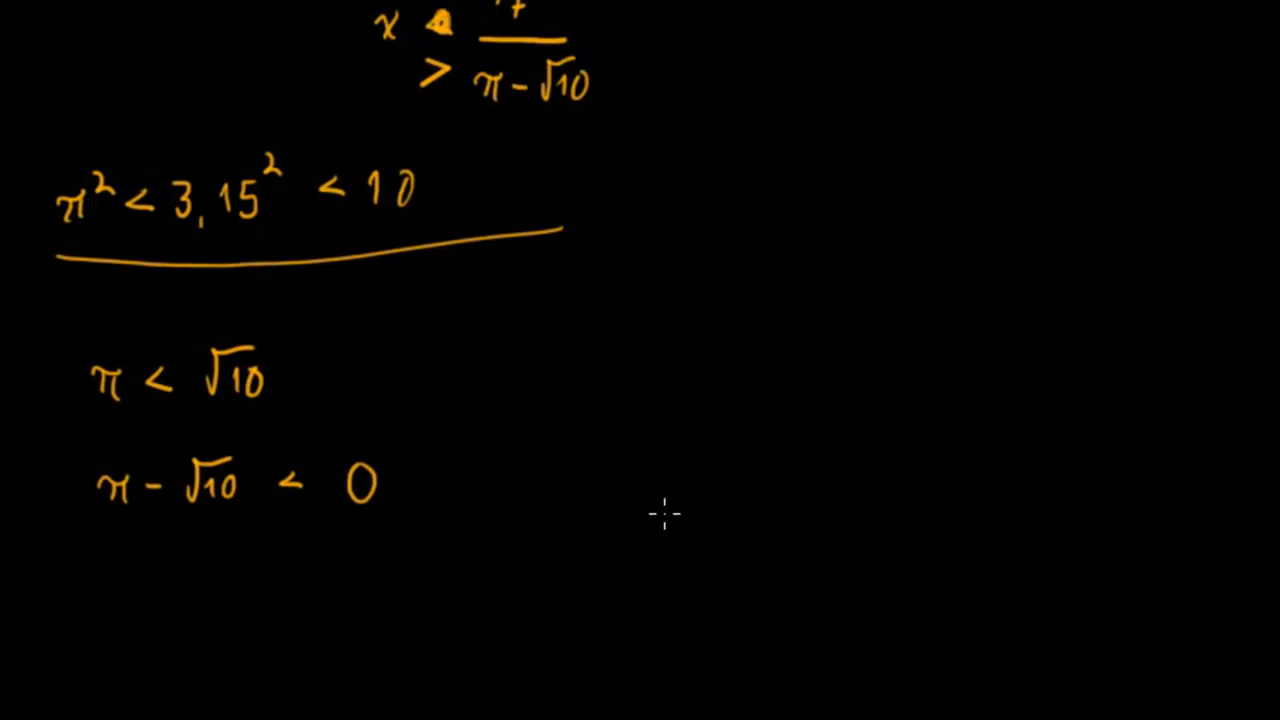 x
> π - √10
π² < 3,15² < 10
π < √10
π - √10 < 0